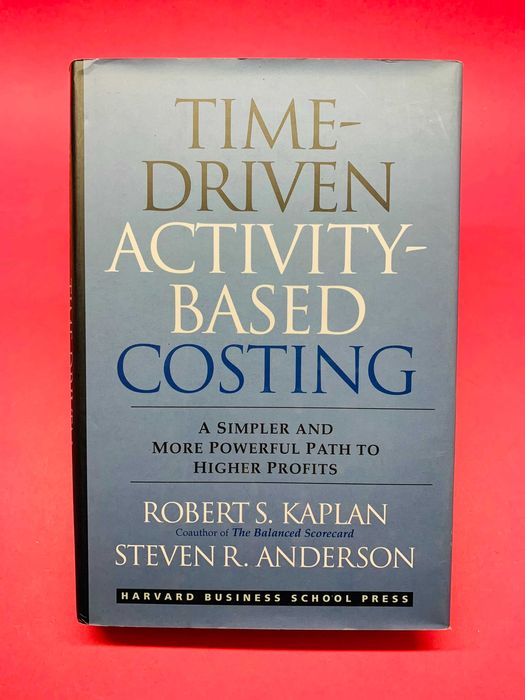 TIME-
DRIVEN
ACTIVITY-
BASED
COSTING
A SIMPLER AND
MORE POWERFUL PATH TO
HIGHER PROFITS
ROBERT S. KAPLAN
Coauthor of The Balanced Scorecard
STEVEN R. ANDERSON
HARVARD BUSINESS SCHOOL PRESS